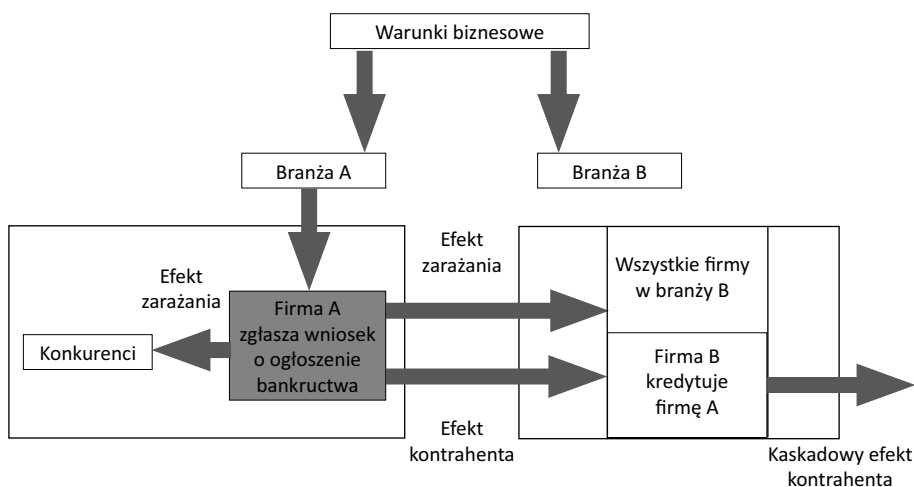 Warunki biznesowe
Branża A
Branża B
Efekt
zarażania
Efekt
zarażania
Wszystkie firmy
w branży B
Konkurenci
Firma A
zgłasza wniosek
o ogłoszenie
bankructwa
Firma B
kredytuje
firmę A
Efekt
kontrahenta
Kaskadowy efekt
kontrahenta